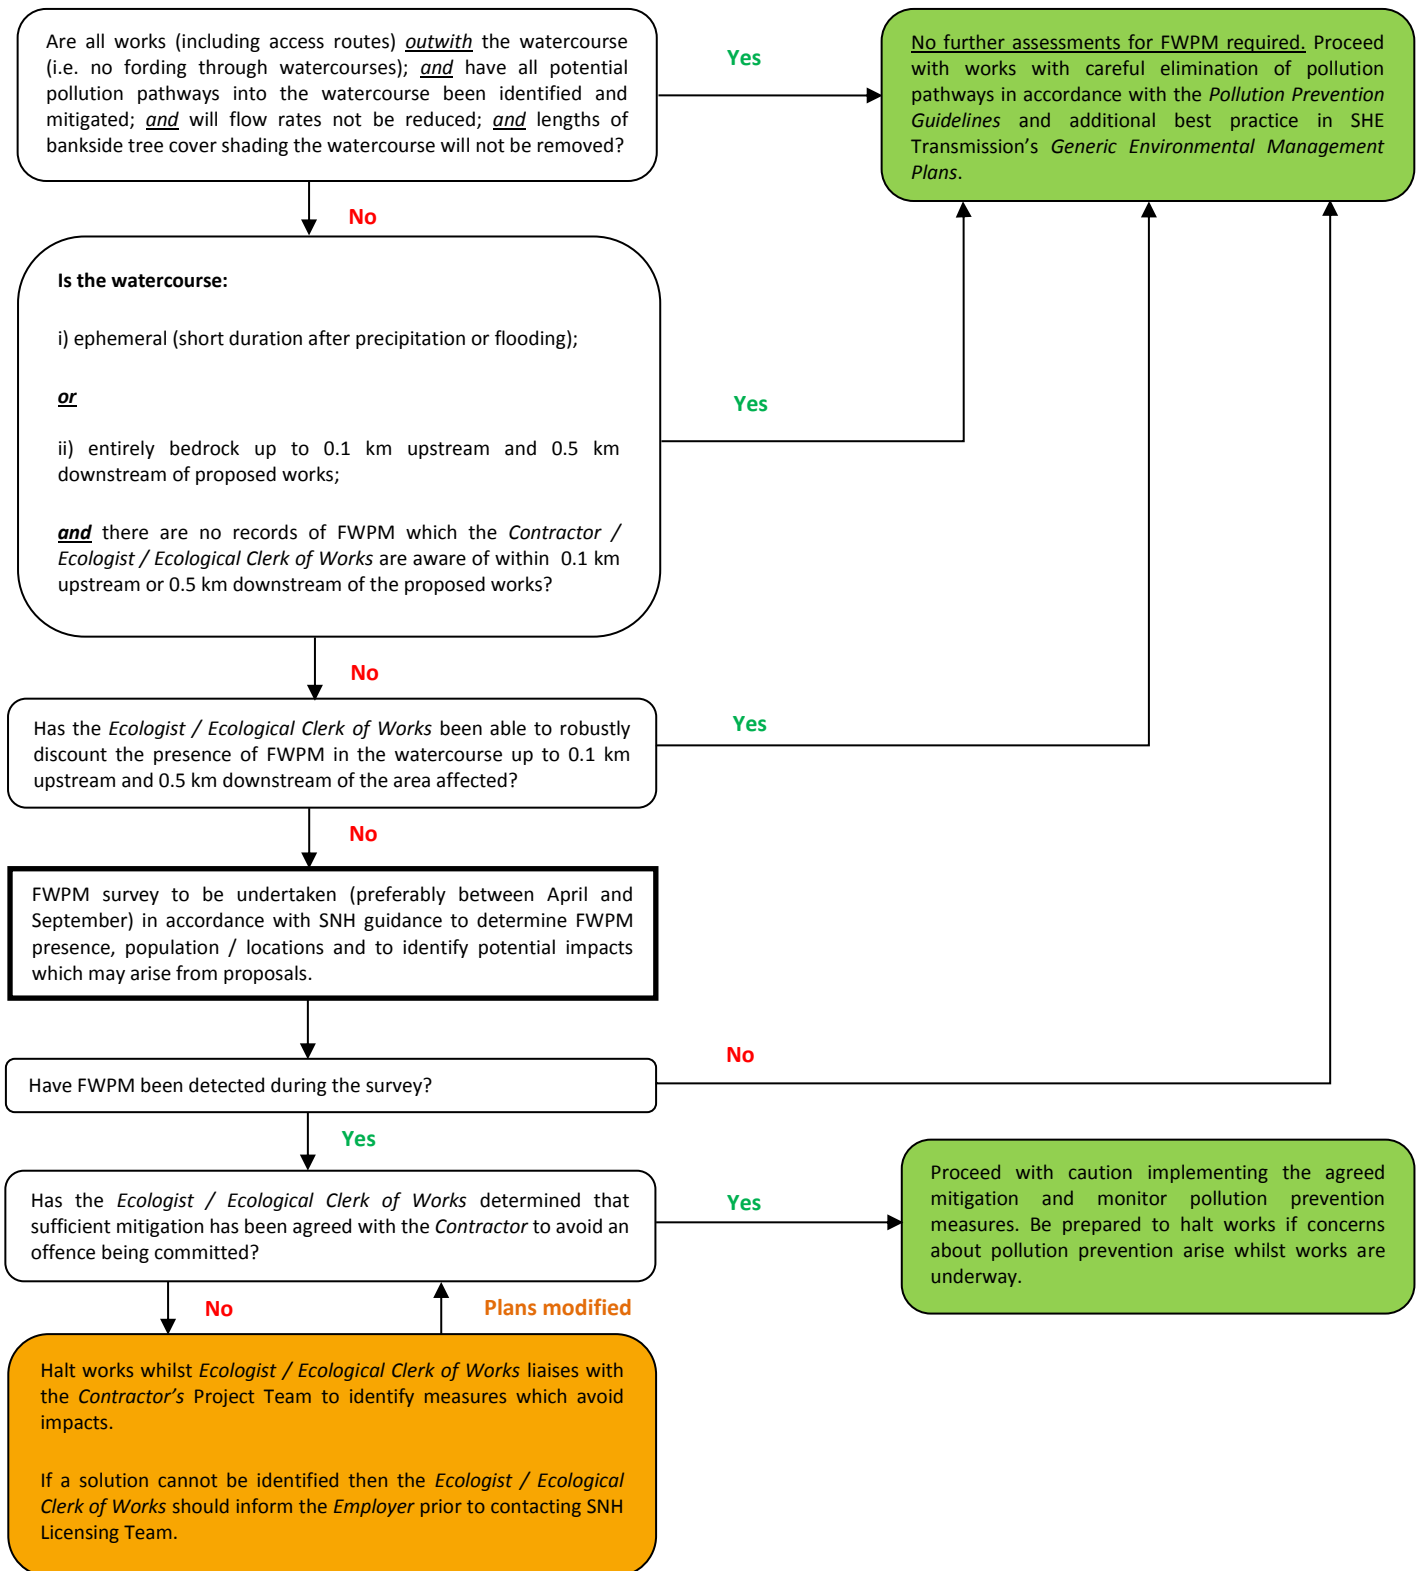 Are all works (including access routes) outwith the watercourse
(i.e. no fording through watercourses); and have all potential
pollution pathways into the watercourse been identified and
mitigated; and will flow rates not be reduced; and lengths of
bankside tree cover shading the watercourse will not be removed?
Yes
No further assessments for FWPM required. Proceed
with works with careful elimination of pollution
pathways in accordance with the Pollution Prevention
Guidelines and additional best practice in SHE
Transmission's Generic Environmental Management
Plans.
No
Is the watercourse:
i) ephemeral (short duration after precipitation or flooding);
or
ii) entirely bedrock up to 0.1 km upstream and 0.5 km
downstream of proposed works;
and there are no records of FWPM which the Contractor /
Ecologist / Ecological Clerk of Works are aware of within 0.1 km
upstream or 0.5 km downstream of the proposed works?
Yes
No
Has the Ecologist / Ecological Clerk of Works been able to robustly
discount the presence of FWPM in the watercourse up to 0.1 km
upstream and 0.5 km downstream of the area affected?
Yes
No
FWPM survey to be undertaken (preferably between April and
September) in accordance with SNH guidance to determine FWPM
presence, population / locations and to identify potential impacts
which may arise from proposals.
Have FWPM been detected during the survey?
No
Yes
Has the Ecologist / Ecological Clerk of Works determined that
sufficient mitigation has been agreed with the Contractor to avoid an
offence being committed?
Yes
Proceed with caution implementing the agreed
mitigation and monitor pollution prevention
measures. Be prepared to halt works if concerns
about pollution prevention arise whilst works are
underway.
No
Plans modified
Halt works whilst Ecologist / Ecological Clerk of Works liaises with
the Contractor's Project Team to identify measures which avoid
impacts.
If a solution cannot be identified then the Ecologist / Ecological
Clerk of Works should inform the Employer prior to contacting SNH
Licensing Team.